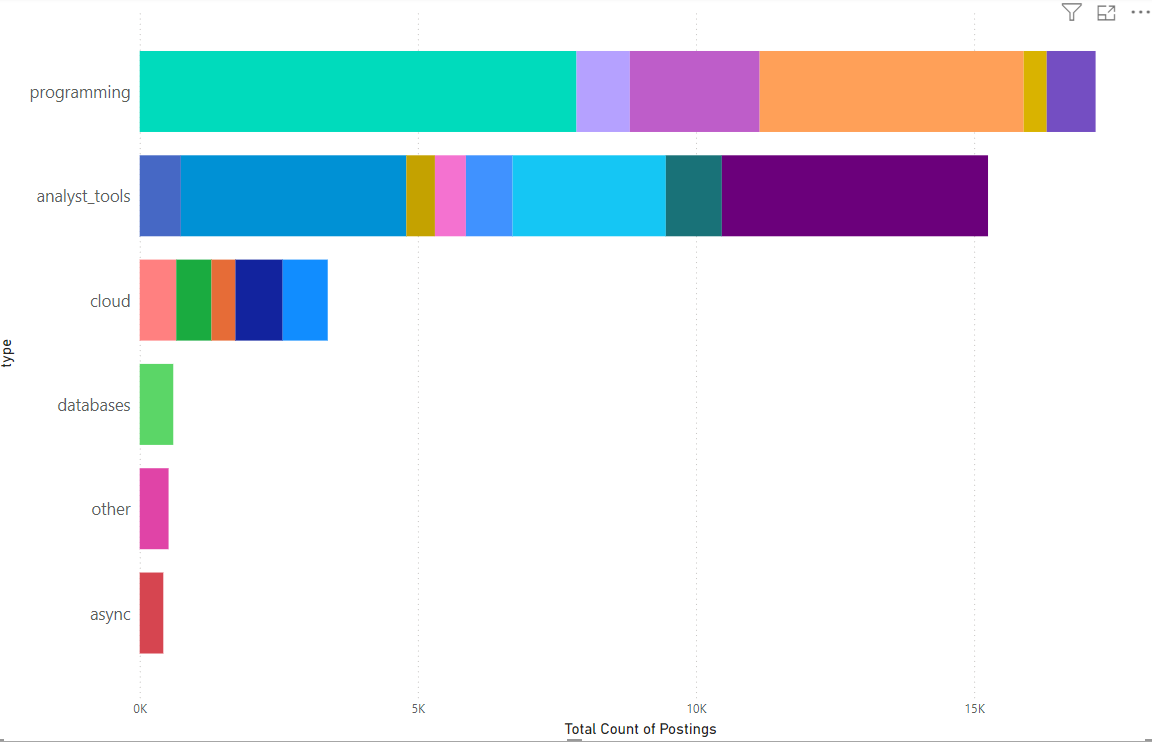 programming
analyst_tools
cloud
databases
other
async
type
0K
5K
10K
15K
Total Count of Postings